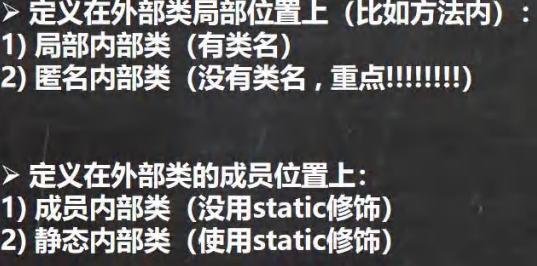 ➢ 定义在外部类局部位置上（比如方法内）：
1) 局部内部类（有类名）
2) 匿名内部类（没有类名，重点!!!!!!!!）
➢ 定义在外部类的成员位置上：
1) 成员内部类（没用static修饰）
2) 静态内部类（使用static修饰）